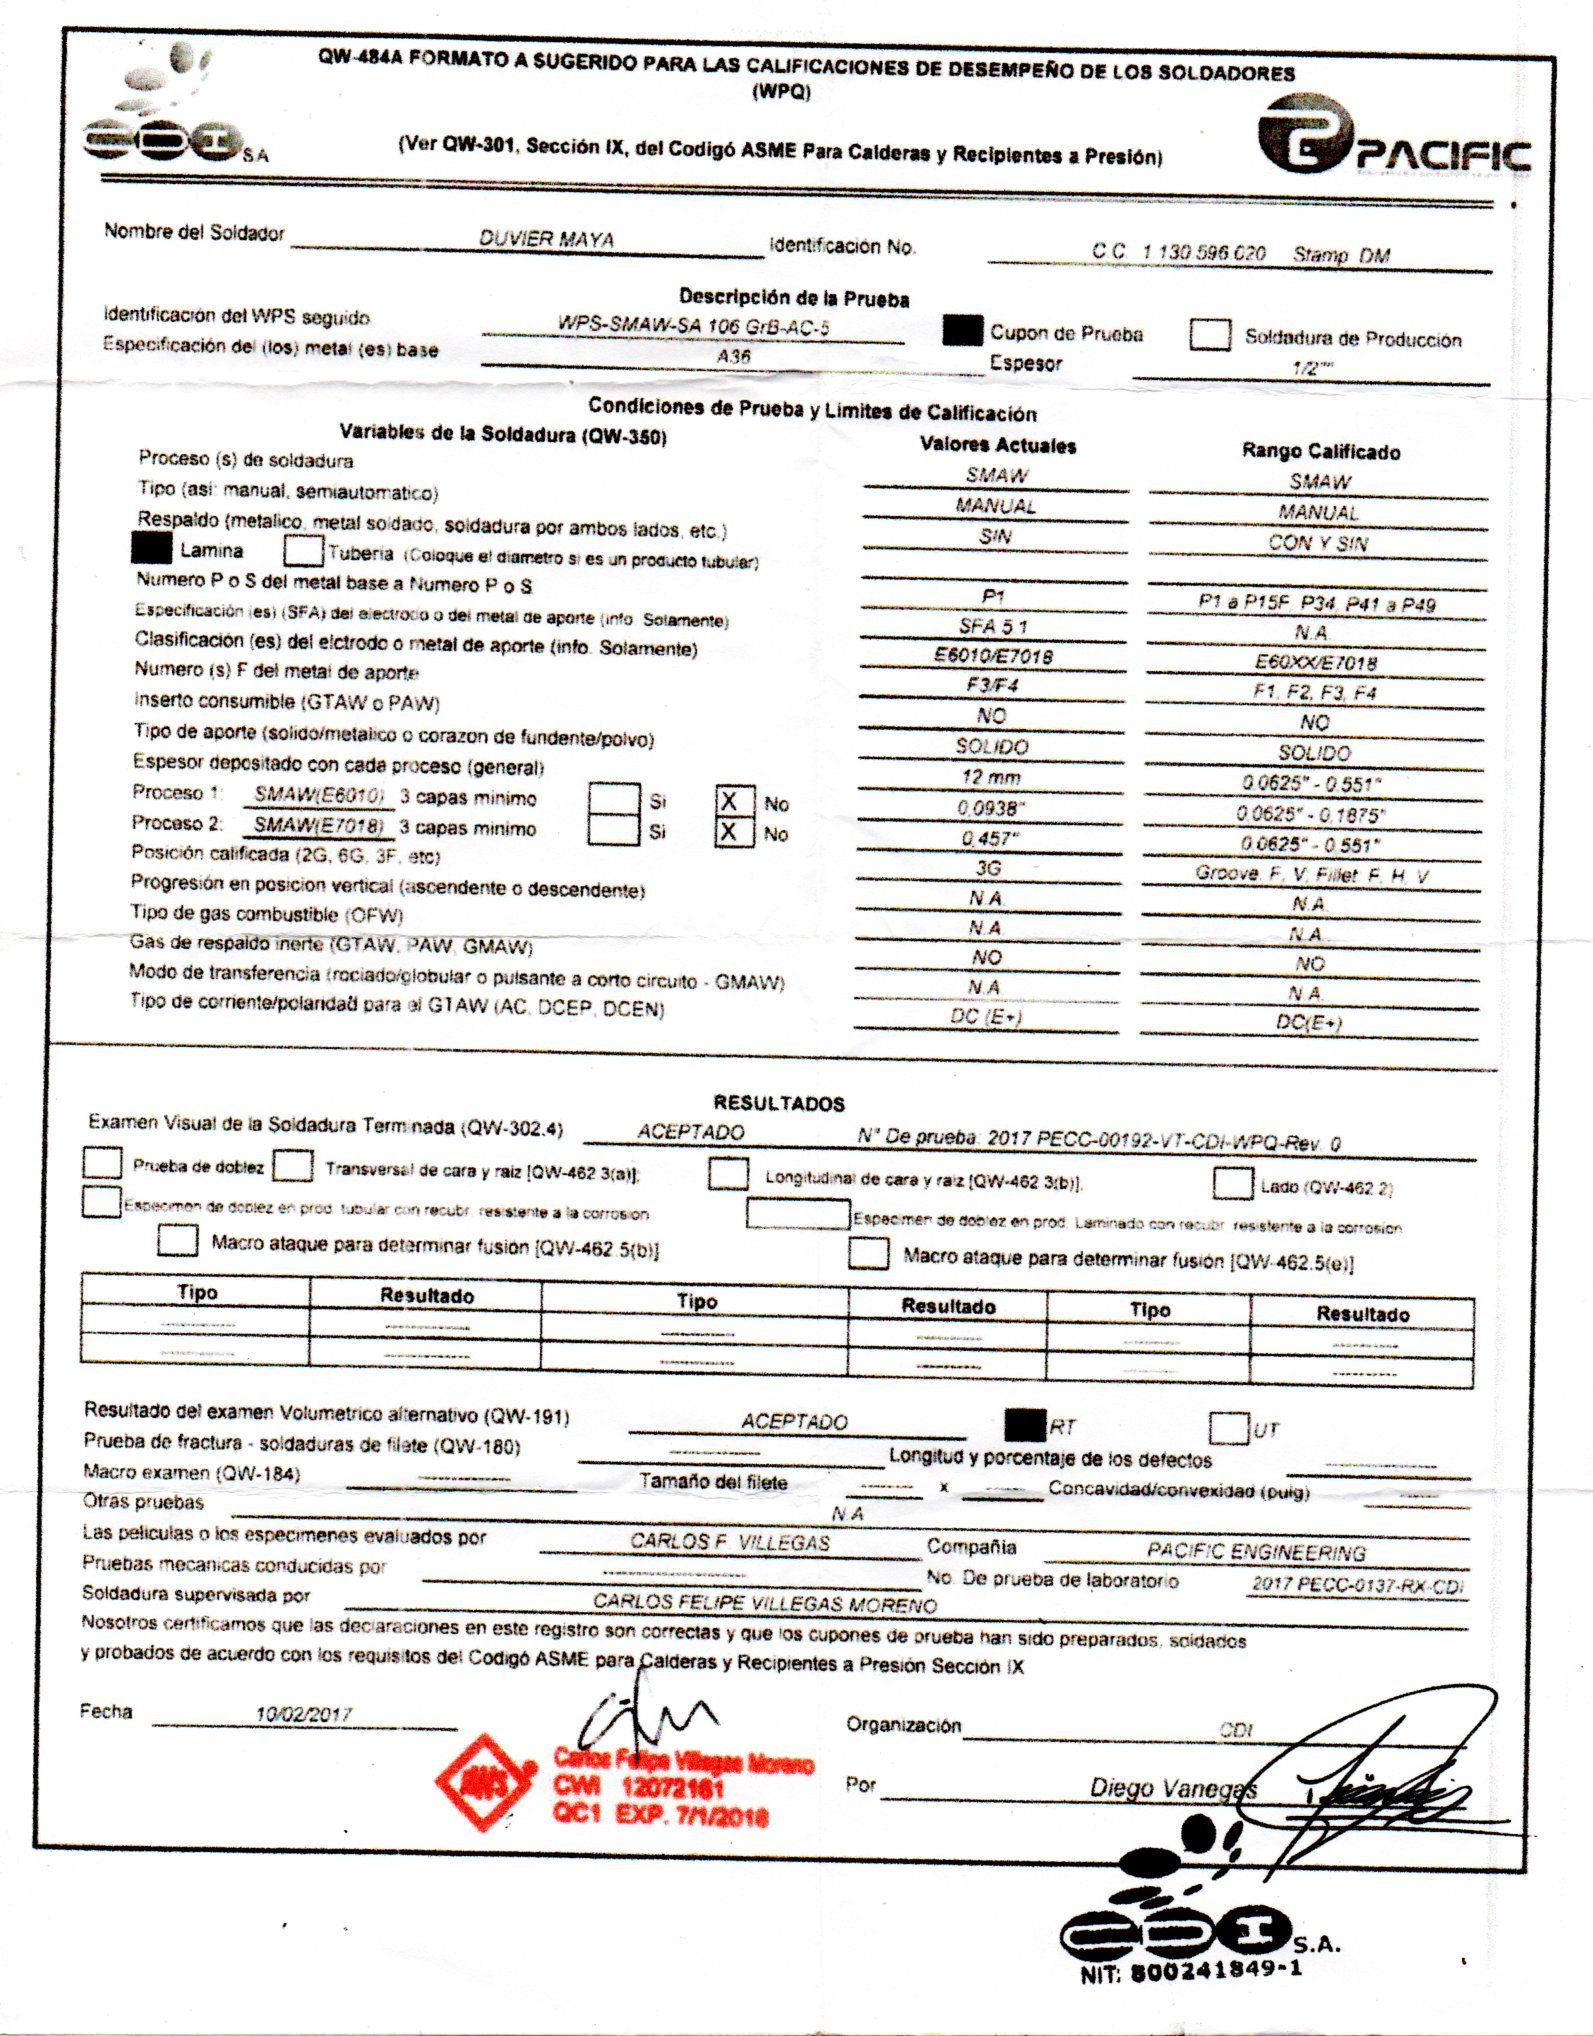 QW-484A FORMATO A SUGERIDO PARA LAS CALIFICACIONES DE DESEMPEÑO DE LOS SOLDADORES
(WPQ)
(Ver QW-301, Sección IX, del Codigó ASME Para Calderas y Recipientes a Presión)
CDI SA
PACIFIC
Nombre del Soldador DUVIER MAYA Identificación No. C.C. 1.130.596.020 Stamp DM
Descripción de la Prueba
Identificación del WPS seguido WPS-SMAW-SA 106 GrB-AC-5 Cupon de Prueba Soldadura de Producción
Especificación del (los) metal (es) base A36 Espesor 1/2""
Condiciones de Prueba y Limites de Calificación
Variables de la Soldadura (QW-350) Valores Actuales Rango Calificado
Proceso (s) de soldadura SMAW SMAW
Tipo (asi: manual, semiautomatico) MANUAL MANUAL
Respaldo (metalico, metal soldado, soldadura por ambos lados, etc.) SIN CON Y SIN
Lamina Tuberia (Coloque el diametro si es un producto tubular)
Numero P o S del metal base a Numero P o S P1 P1 a P15F, P34, P41 a P49
Especificación (es) (SFA) del electrodo o del metal de aporte (info. Solamente) SFA 5.1 N.A.
Clasificación (es) del elctrodo o metal de aporte (info. Solamente) E6010/E7018 E60XX/E7018
Numero (s) F del metal de aporte F3/F4 F1, F2, F3, F4
Inserto consumible (GTAW o PAW) NO NO
Tipo de aporte (solido/metalico o corazon de fundente/polvo) SOLIDO SOLIDO
Espesor depositado con cada proceso (general) 12 mm 0.0625" - 0.551"
Proceso 1: SMAW(E6010) 3 capas minimo Si X No 0,0938" 0,0625" - 0,1875"
Proceso 2: SMAW(E7018) 3 capas minimo Si X No 0,457" 0.0625" - 0.551"
Posición calificada (2G, 6G, 3F, etc) 3G Groove: F, V, Fillet: F, H, V
Progresión en posicion vertical (ascendente o descendente) N.A. N.A.
Tipo de gas combustible (OFW) N.A. N.A.
Gas de respaldo inerte (GTAW, PAW, GMAW) NO NO
Modo de transferencia (rociado/globular o pulsante a corto circuito - GMAW) N.A. N.A.
Tipo de corriente/polaridad para el GTAW (AC, DCEP, DCEN) DC (E+) DC(E+)
RESULTADOS
Examen Visual de la Soldadura Terminada (QW-302.4) ACEPTADO N° De prueba: 2017 PECC-00192-VT-CDI-WPQ-Rev. 0
Prueba de doblez Transversal de cara y raiz [QW-462 3(a)]; Longitudinal de cara y raiz [QW-462 3(b)]. Lado (QW-462 2)
Especimen de doblez en prod. tubular con recubr. resistente a la corrosion Especimen de doblez en prod. Laminado con recubr. resistente a la corrosion
Macro ataque para determinar fusión [QW-462.5(b)] Macro ataque para determinar fusión [QW-462.5(e)]
Tipo Resultado Tipo Resultado Tipo Resultado
Resultado del examen Volumetrico alternativo (QW-191) ACEPTADO RT UT
Prueba de fractura - soldaduras de filete (QW-180) Longitud y porcentaje de los defectos
Macro examen (QW-184) Tamaño del filete x Concavidad/convexidad (pulg)
Otras pruebas N.A
Las peliculas o los especimenes evaluados por CARLOS F. VILLEGAS Compañia PACIFIC ENGINEERING
Pruebas mecanicas conducidas por No. De prueba de laboratorio 2017 PECC-0137-RX-CDI
Soldadura supervisada por CARLOS FELIPE VILLEGAS MORENO
Nosotros certificamos que las declaraciones en este registro son correctas y que los cupones de prueba han sido preparados, soldados
y probados de acuerdo con los requisitos del Codigó ASME para Calderas y Recipientes a Presión Sección IX
Fecha 10/02/2017 Organización CDI
AWS Carlos Felipe Villegas Moreno
CWI 12072161
QC1 EXP. 7/1/2018
Por Diego Vanegas
CDI S.A.
NIT: 800241849-1